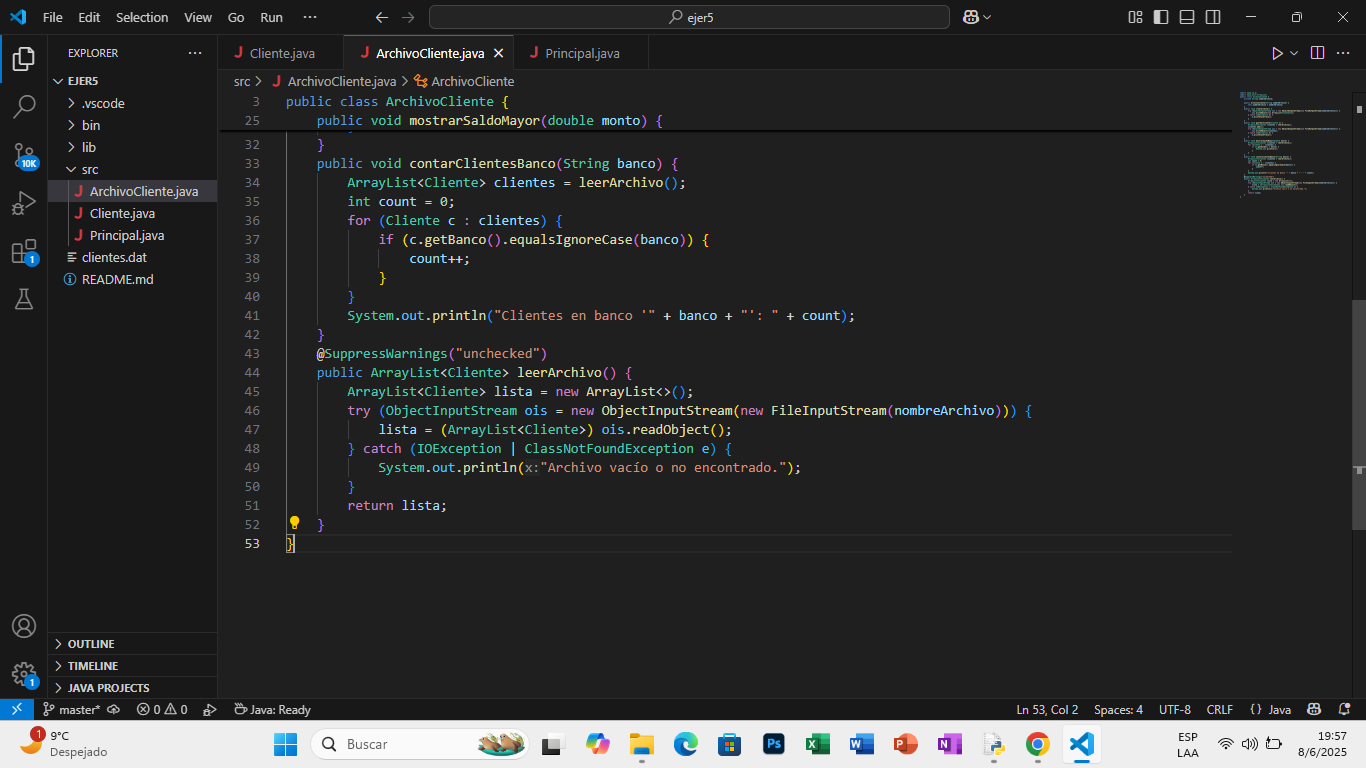 File Edit Selection View Go Run ··· ejer5
EXPLORER ···
EJER5
.vscode
bin
lib
src
ArchivoCliente.java
Cliente.java
Principal.java
clientes.dat
README.md
OUTLINE
TIMELINE
JAVA PROJECTS
10K
1
1
J Cliente.java J ArchivoCliente.java J Principal.java
src > J ArchivoCliente.java > ArchivoCliente
3 public class ArchivoCliente {
25 public void mostrarSaldoMayor(double monto) {
32 }
33 public void contarClientesBanco(String banco) {
34 ArrayList<Cliente> clientes = leerArchivo();
35 int count = 0;
36 for (Cliente c : clientes) {
37 if (c.getBanco().equalsIgnoreCase(banco)) {
38 count++;
39 }
40 }
41 System.out.println("Clientes en banco '" + banco + "': " + count);
42 }
43 @SuppressWarnings("unchecked")
44 public ArrayList<Cliente> leerArchivo() {
45 ArrayList<Cliente> lista = new ArrayList<>();
46 try (ObjectInputStream ois = new ObjectInputStream(new FileInputStream(nombreArchivo))) {
47 lista = (ArrayList<Cliente>) ois.readObject();
48 } catch (IOException | ClassNotFoundException e) {
49 System.out.println(x:"Archivo vacío o no encontrado.");
50 }
51 return lista;
52 }
53 }
master* 0 0 Java: Ready Ln 53, Col 2 Spaces: 4 UTF-8 CRLF {} Java
1 9°C
Despejado
Buscar
ESP
LAA
19:57
8/6/2025